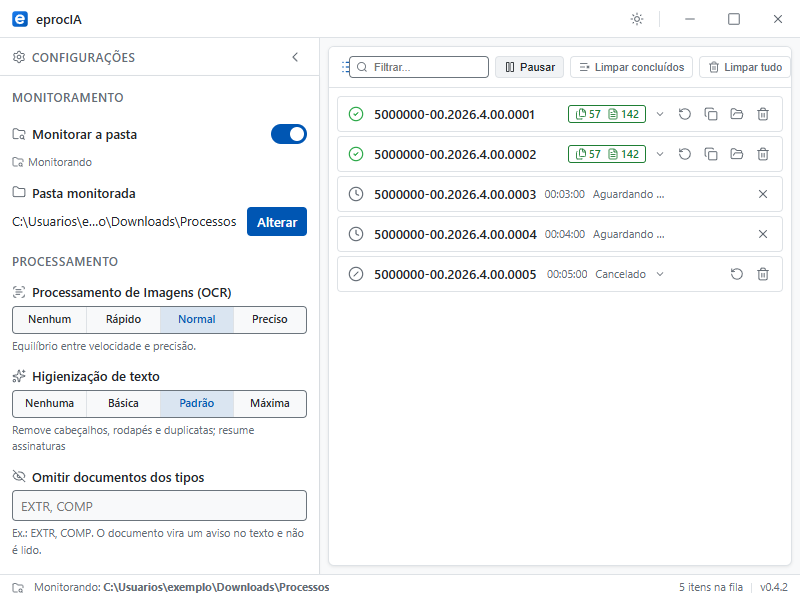 eprocIA
CONFIGURAÇÕES
MONITORAMENTO
Monitorar a pasta
Monitorando
Pasta monitorada
C:\Usuarios\e...o\Downloads\Processos
Alterar
PROCESSAMENTO
Processamento de Imagens (OCR)
Nenhum Rápido Normal Preciso
Equilíbrio entre velocidade e precisão.
Higienização de texto
Nenhuma Básica Padrão Máxima
Remove cabeçalhos, rodapés e duplicatas; resume
assinaturas
Omitir documentos dos tipos
EXTR, COMP
Ex.: EXTR, COMP. O documento vira um aviso no texto e não
é lido.
Filtrar... Pausar Limpar concluídos Limpar tudo
5000000-00.2026.4.00.0001 57 142
5000000-00.2026.4.00.0002 57 142
5000000-00.2026.4.00.0003 00:03:00 Aguardando ...
5000000-00.2026.4.00.0004 00:04:00 Aguardando ...
5000000-00.2026.4.00.0005 00:05:00 Cancelado
Monitorando: C:\Usuarios\exemplo\Downloads\Processos
5 itens na fila v0.4.2